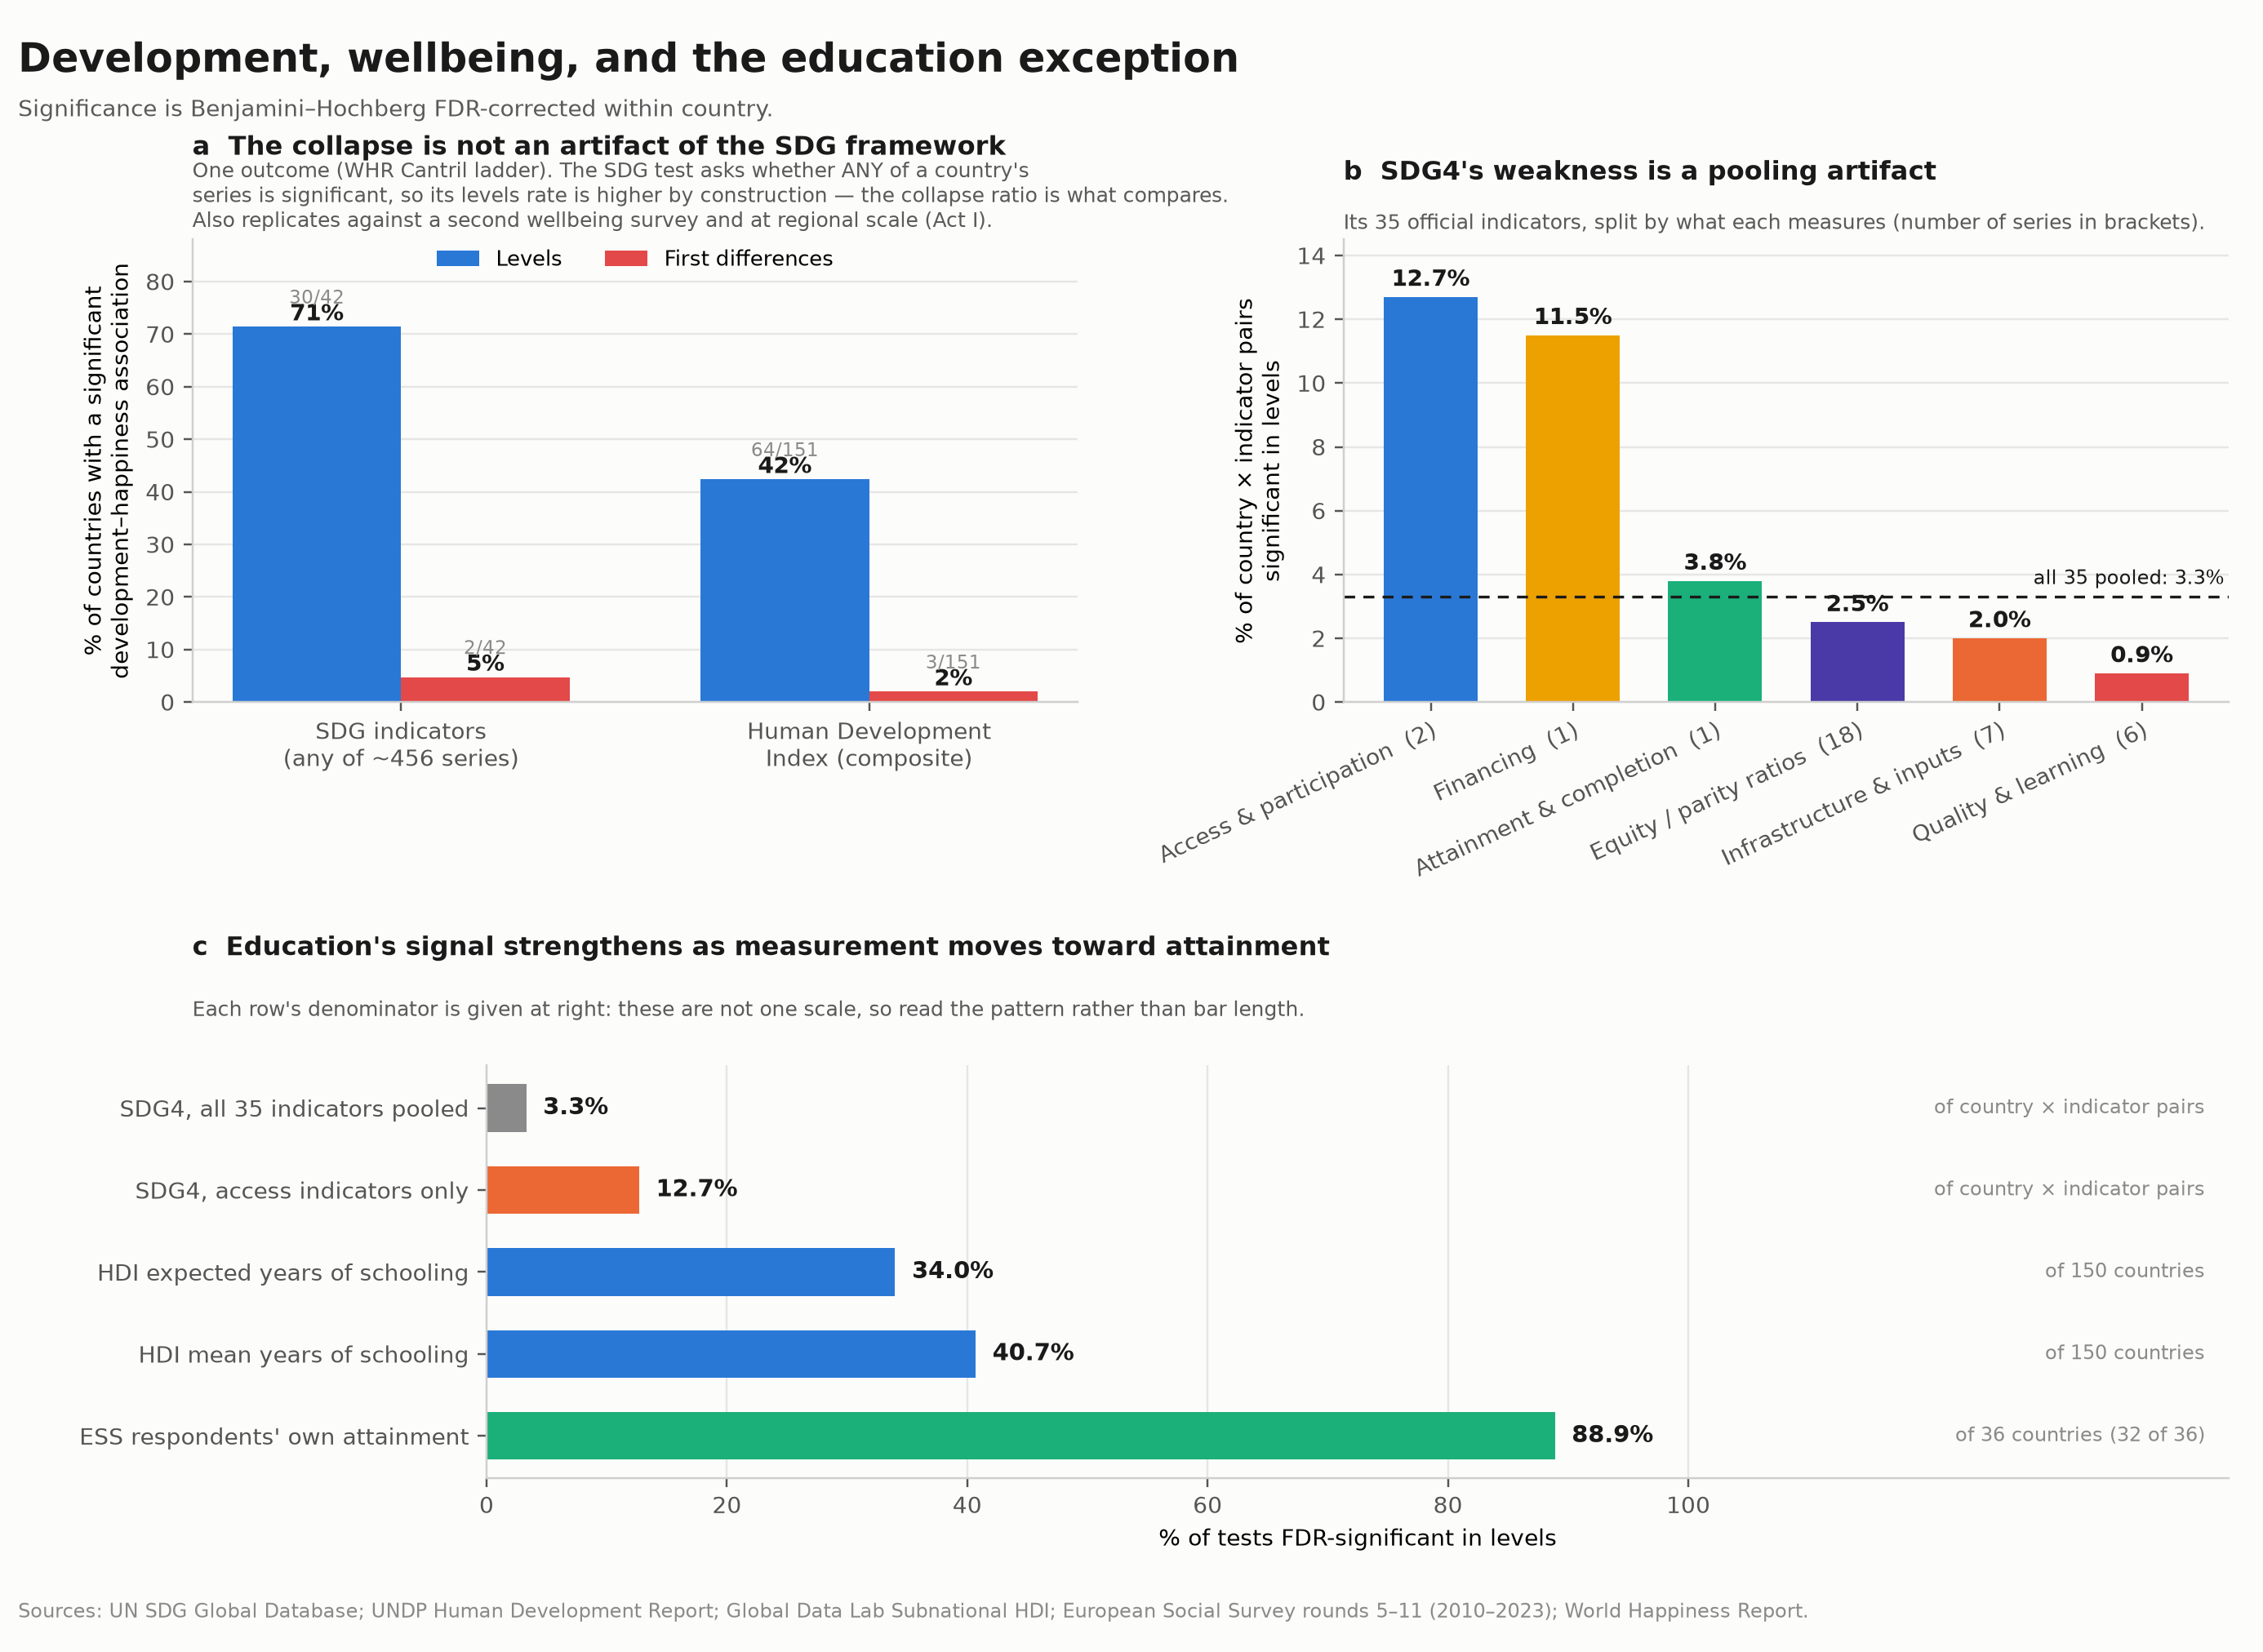 Development, wellbeing, and the education exception
Significance is Benjamini–Hochberg FDR-corrected within country.
a The collapse is not an artifact of the SDG framework
One outcome (WHR Cantril ladder). The SDG test asks whether ANY of a country's
series is significant, so its levels rate is higher by construction — the collapse ratio is what compares.
Also replicates against a second wellbeing survey and at regional scale (Act I).
% of countries with a significant
development–happiness association
Levels
First differences
80
70
60
50
40
30
20
10
0
30/42
71%
2/42
5%
64/151
42%
3/151
2%
SDG indicators
(any of ~456 series)
Human Development
Index (composite)
b SDG4's weakness is a pooling artifact
Its 35 official indicators, split by what each measures (number of series in brackets).
% of country × indicator pairs
significant in levels
14
12
10
8
6
4
2
0
12.7%
11.5%
3.8%
2.5%
2.0%
0.9%
all 35 pooled: 3.3%
Access & participation (2)
Financing (1)
Attainment & completion (1)
Equity / parity ratios (18)
Infrastructure & inputs (7)
Quality & learning (6)
c Education's signal strengthens as measurement moves toward attainment
Each row's denominator is given at right: these are not one scale, so read the pattern rather than bar length.
SDG4, all 35 indicators pooled 3.3% of country × indicator pairs
SDG4, access indicators only 12.7% of country × indicator pairs
HDI expected years of schooling 34.0% of 150 countries
HDI mean years of schooling 40.7% of 150 countries
ESS respondents' own attainment 88.9% of 36 countries (32 of 36)
0 20 40 60 80 100
% of tests FDR-significant in levels
Sources: UN SDG Global Database; UNDP Human Development Report; Global Data Lab Subnational HDI; European Social Survey rounds 5–11 (2010–2023); World Happiness Report.